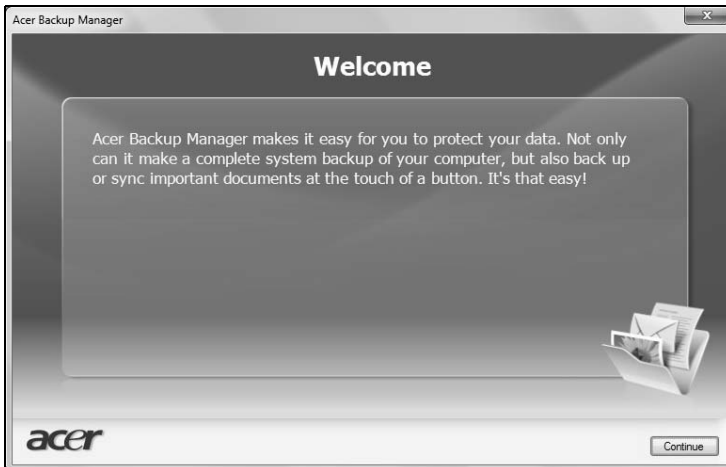 Acer Backup Manager
x
Welcome
Acer Backup Manager makes it easy for you to protect your data. Not only
can it make a complete system backup of your computer, but also back up
or sync important documents at the touch of a button. It's that easy!
acer
Continue